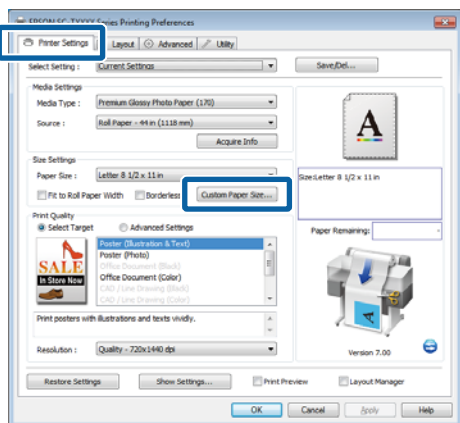 EPSON SC-TXXXX Series Printing Preferences
Printer Settings
Layout
Advanced
Utility
Select Setting :
Current Settings
Save/Del...
Media Settings
Media Type :
Premium Glossy Photo Paper (170)
Source :
Roll Paper - 44 in (1118 mm)
Acquire Info
A
Size Settings
Paper Size :
Letter 8 1/2 x 11 in
Size:Letter 8 1/2 x 11 in
Fit to Roll Paper Width
Borderless
Custom Paper Size...
Print Quality
Select Target
Advanced Settings
Paper Remaining:
-
SALE
In Store Now
Poster (Illustration & Text)
Poster (Photo)
Office Document (Black)
Office Document (Color)
CAD / Line Drawing (Black)
CAD / Line Drawing (Color)
Print posters with illustrations and texts vividly.
Resolution :
Quality - 720x1440 dpi
Version 7.00
Restore Settings
Show Settings...
Print Preview
Layout Manager
OK
Cancel
Apply
Help